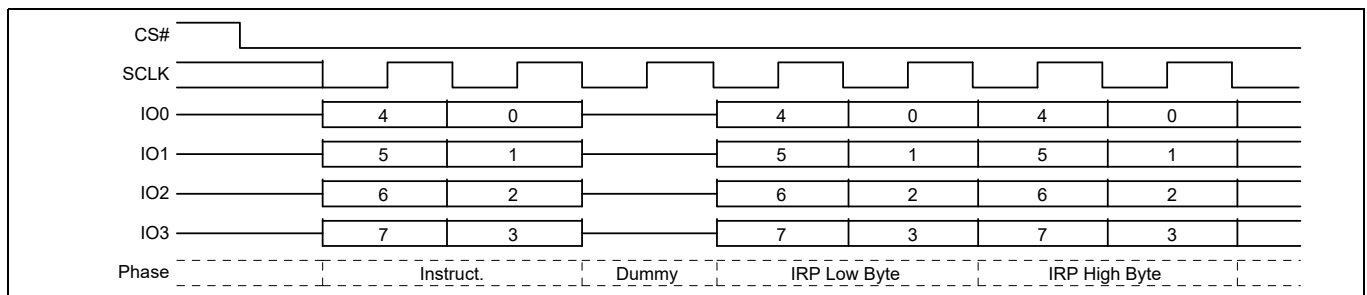 CS#
SCLK
IO0 4 0 4 0 4 0
IO1 5 1 5 1 5 1
IO2 6 2 6 2 6 2
IO3 7 3 7 3 7 3
Phase Instruct. Dummy IRP Low Byte IRP High Byte